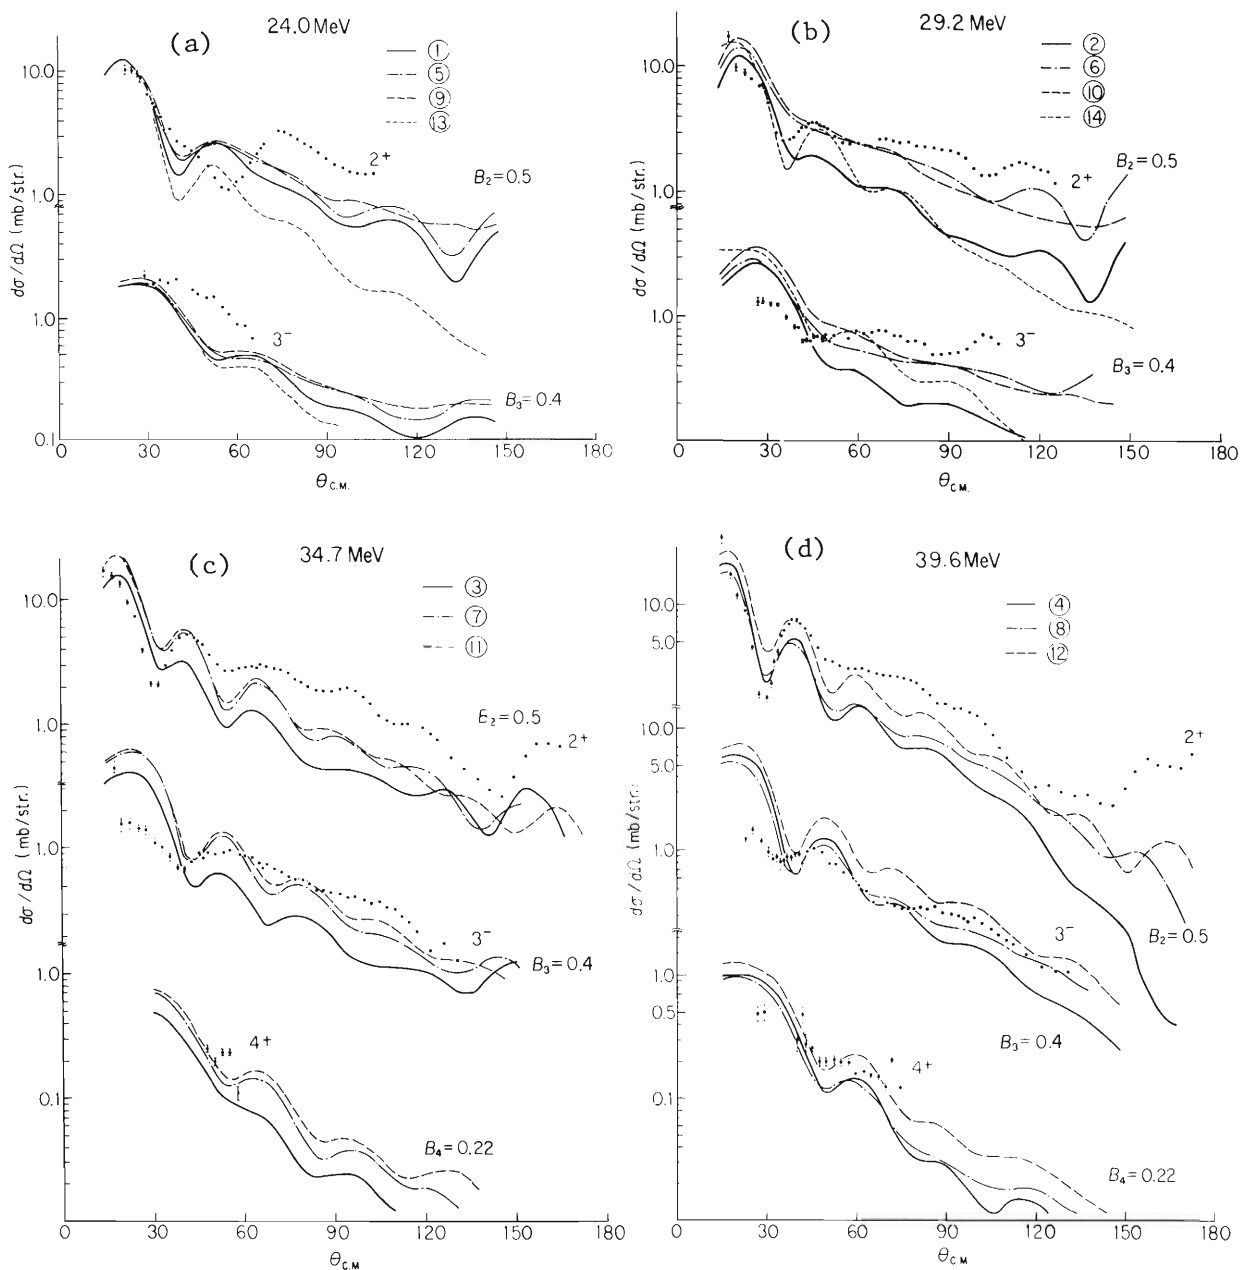 (a)
24.0 MeV
①
⑤
⑨
⑬
10.0
1.0
1.0
0.1
dσ/dΩ (mb/str.)
2+
B₂=0.5
3⁻
B₃=0.4
0 30 60 90 120 150 180
θC.M.
(b)
29.2 MeV
②
⑥
⑩
⑭
10.0
1.0
1.0
dσ/dΩ (mb/str.)
B₂=0.5
2+
3⁻
B₃=0.4
0 30 60 90 120 150 180
θC.M.
(c)
34.7 MeV
③
⑦
⑪
10.0
1.0
1.0
1.0
0.1
dσ/dΩ (mb/str.)
B₂=0.5
2+
3⁻
B₃=0.4
4+
B₄=0.22
0 30 60 90 120 150 180
θC.M
(d)
39.6 MeV
④
⑧
⑫
10.0
5.0
10.0
5.0
1.0
1.0
0.5
0.1
dσ/dΩ (mb/str.)
2+
B₂=0.5
3⁻
B₃=0.4
4+
B₄=0.22
0 30 60 90 120 150 180
θC.M